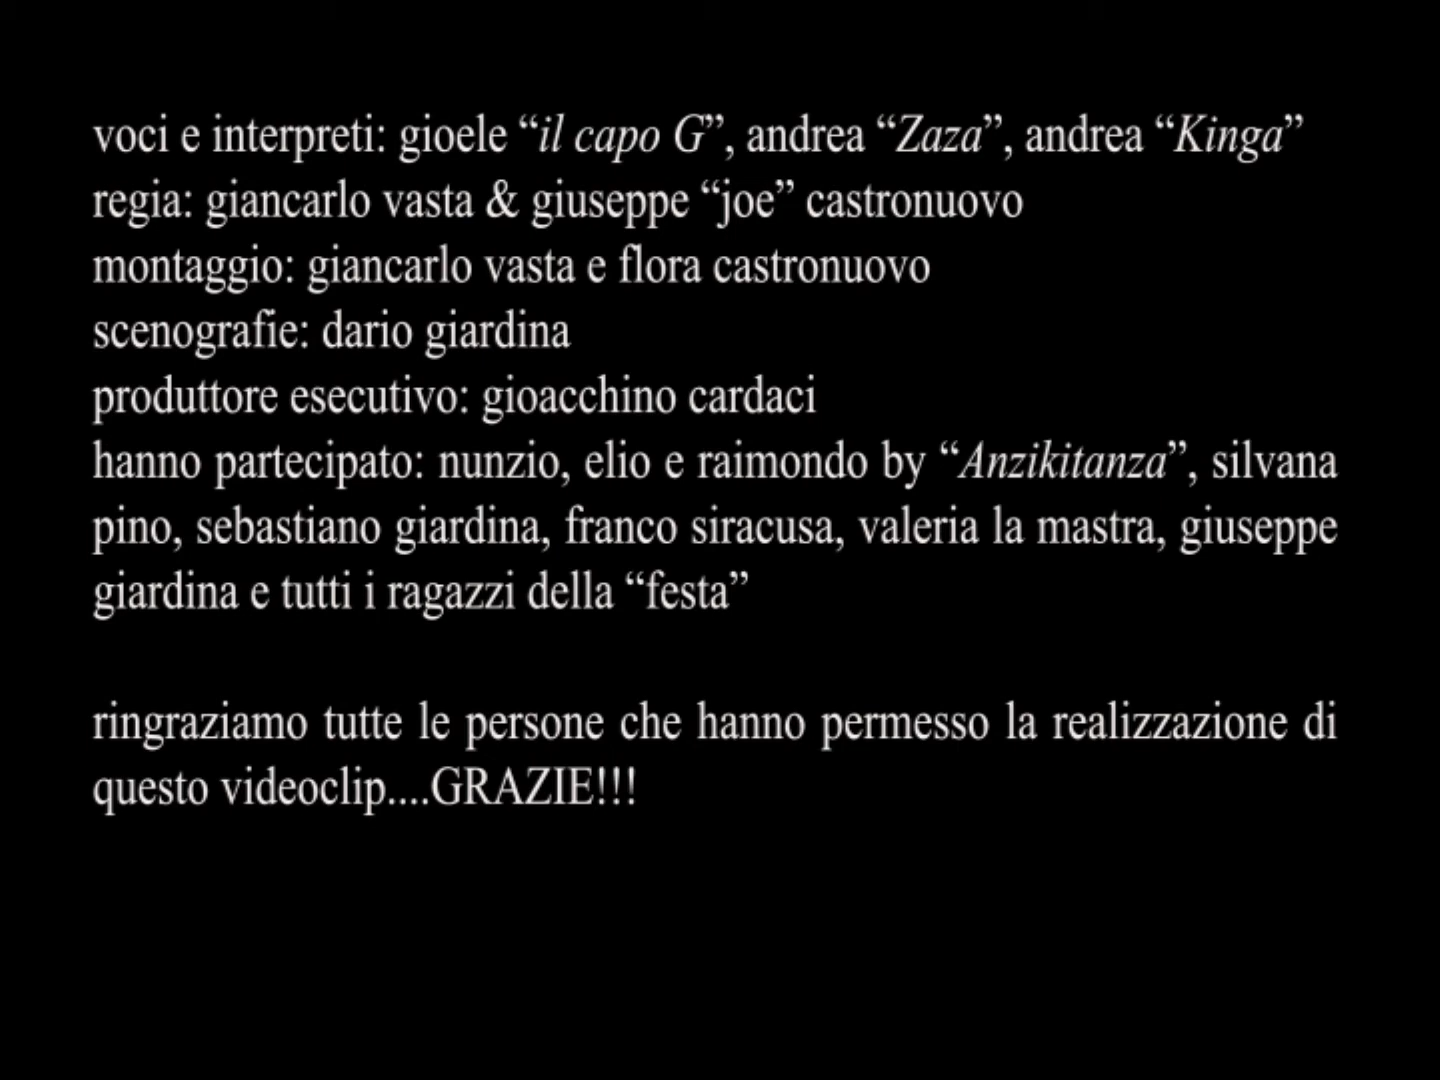 voci e interpreti: gioele “il capo G”, andrea “Zaza”, andrea “Kinga”
regia: giancarlo vasta & giuseppe “joe” castronuovo
montaggio: giancarlo vasta e flora castronuovo
scenografie: dario giardina
produttore esecutivo: gioacchino cardaci
hanno partecipato: nunzio, elio e raimondo by “Anzikitanza”, silvana
pino, sebastiano giardina, franco siracusa, valeria la mastra, giuseppe
giardina e tutti i ragazzi della “festa”
ringraziamo tutte le persone che hanno permesso la realizzazione di
questo videoclip....GRAZIE!!!